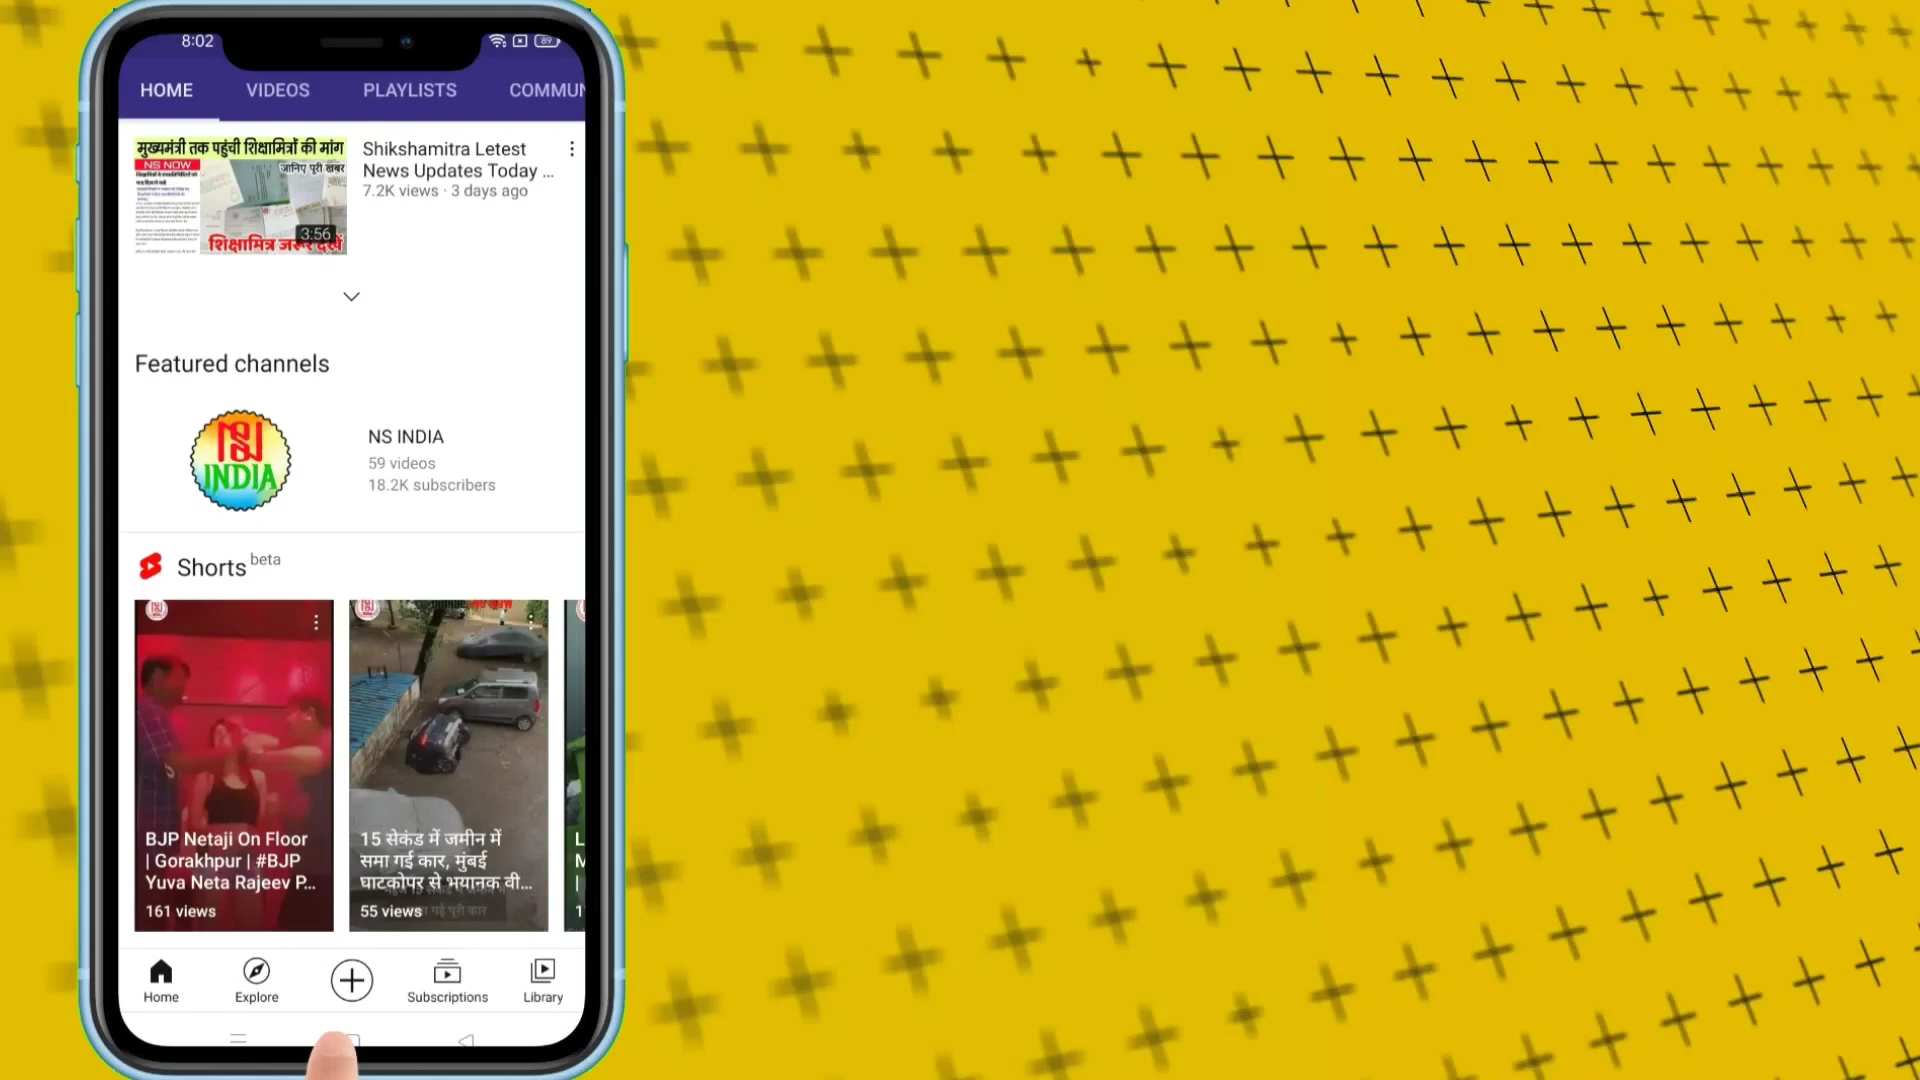 8:02
89
HOME VIDEOS PLAYLISTS COMMUN
मुख्यमंत्री तक पहुंची शिक्षामित्रों की मांग
NS NOW
जानिए पूरी खबर
3:56
शिक्षामित्र जरूर देखें
Shikshamitra Letest
News Updates Today ...
7.2K views · 3 days ago
Featured channels
INDIA
NS INDIA
59 videos
18.2K subscribers
Shorts beta
BJP Netaji On Floor
| Gorakhpur | #BJP
Yuva Neta Rajeev P...
161 views
15 सेकंड में जमीन में
समा गई कार, मुंबई
घाटकोपर से भयानक वी...
55 views
Home Explore Subscriptions Library